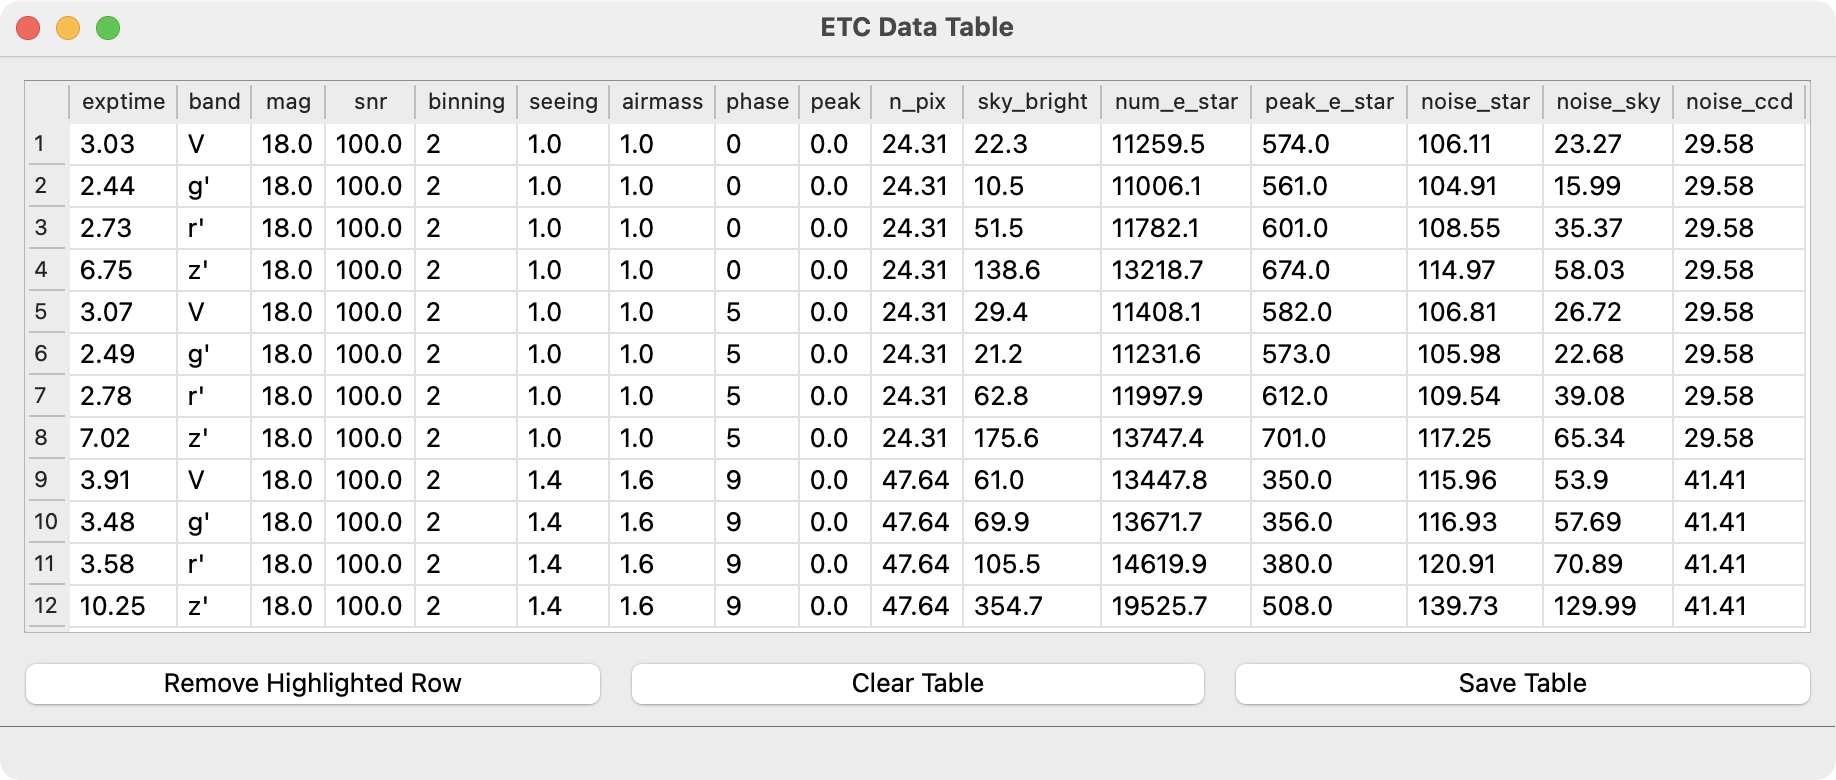 ETC Data Table
exptime band mag snr binning seeing airmass phase peak n_pix sky_bright num_e_star peak_e_star noise_star noise_sky noise_ccd
1 3.03 V 18.0 100.0 2 1.0 1.0 0 0.0 24.31 22.3 11259.5 574.0 106.11 23.27 29.58
2 2.44 g' 18.0 100.0 2 1.0 1.0 0 0.0 24.31 10.5 11006.1 561.0 104.91 15.99 29.58
3 2.73 r' 18.0 100.0 2 1.0 1.0 0 0.0 24.31 51.5 11782.1 601.0 108.55 35.37 29.58
4 6.75 z' 18.0 100.0 2 1.0 1.0 0 0.0 24.31 138.6 13218.7 674.0 114.97 58.03 29.58
5 3.07 V 18.0 100.0 2 1.0 1.0 5 0.0 24.31 29.4 11408.1 582.0 106.81 26.72 29.58
6 2.49 g' 18.0 100.0 2 1.0 1.0 5 0.0 24.31 21.2 11231.6 573.0 105.98 22.68 29.58
7 2.78 r' 18.0 100.0 2 1.0 1.0 5 0.0 24.31 62.8 11997.9 612.0 109.54 39.08 29.58
8 7.02 z' 18.0 100.0 2 1.0 1.0 5 0.0 24.31 175.6 13747.4 701.0 117.25 65.34 29.58
9 3.91 V 18.0 100.0 2 1.4 1.6 9 0.0 47.64 61.0 13447.8 350.0 115.96 53.9 41.41
10 3.48 g' 18.0 100.0 2 1.4 1.6 9 0.0 47.64 69.9 13671.7 356.0 116.93 57.69 41.41
11 3.58 r' 18.0 100.0 2 1.4 1.6 9 0.0 47.64 105.5 14619.9 380.0 120.91 70.89 41.41
12 10.25 z' 18.0 100.0 2 1.4 1.6 9 0.0 47.64 354.7 19525.7 508.0 139.73 129.99 41.41
Remove Highlighted Row Clear Table Save Table